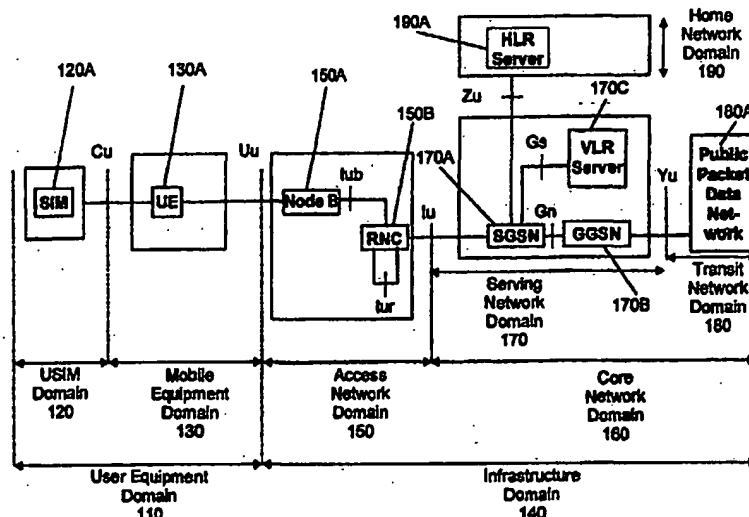 190A
HLR
Server
Home
Network
Domain
190
120A
130A
150A
150B
Zu
170C
180A
Cu
Uu
170A
Gs
VLR
Server
Yu
Public
Packet
Data
Net-
work
SIM
UE
Node B
Iub
RNC
Iu
SGSN
Gn
GGSN
Iur
170B
Serving
Network
Domain
170
Transit
Network
Domain
180
USIM
Domain
120
Mobile
Equipment
Domain
130
Access
Network
Domain
150
Core
Network
Domain
160
User Equipment
Domain
110
Infrastructure
Domain
140